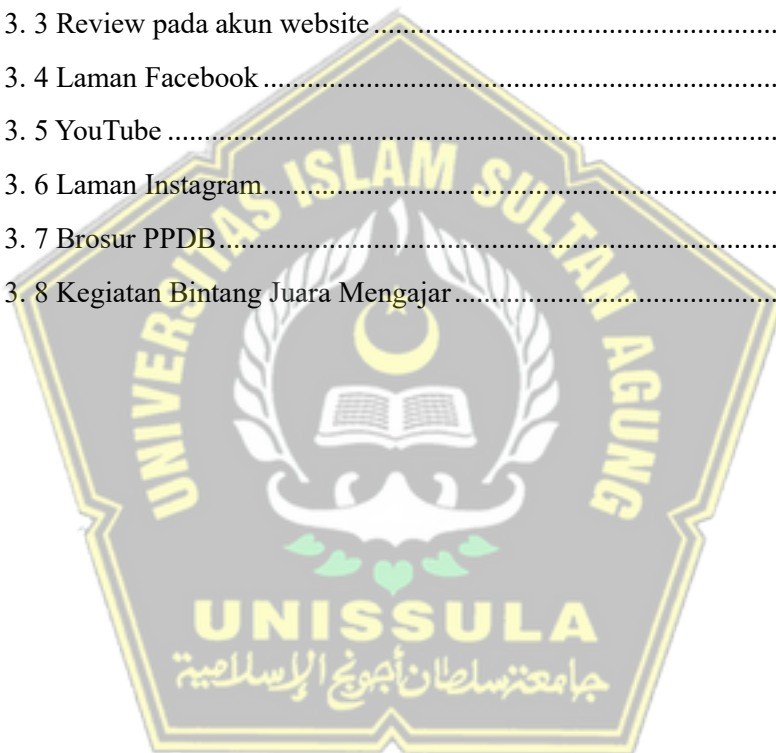 3. 3 Review pada akun website................................................................
3. 4 Laman Facebook................................................................................
3. 5 YouTube.............................................................................................
3. 6 Laman Instagram...............................................................................
3. 7 Brosur PPDB......................................................................................
3. 8 Kegiatan Bintang Juara Mengajar.....................................................
UNIVERSITAS ISLAM SULTAN AGUNG
UNISSULA
جامعة سلطان أجونج الإسلامية